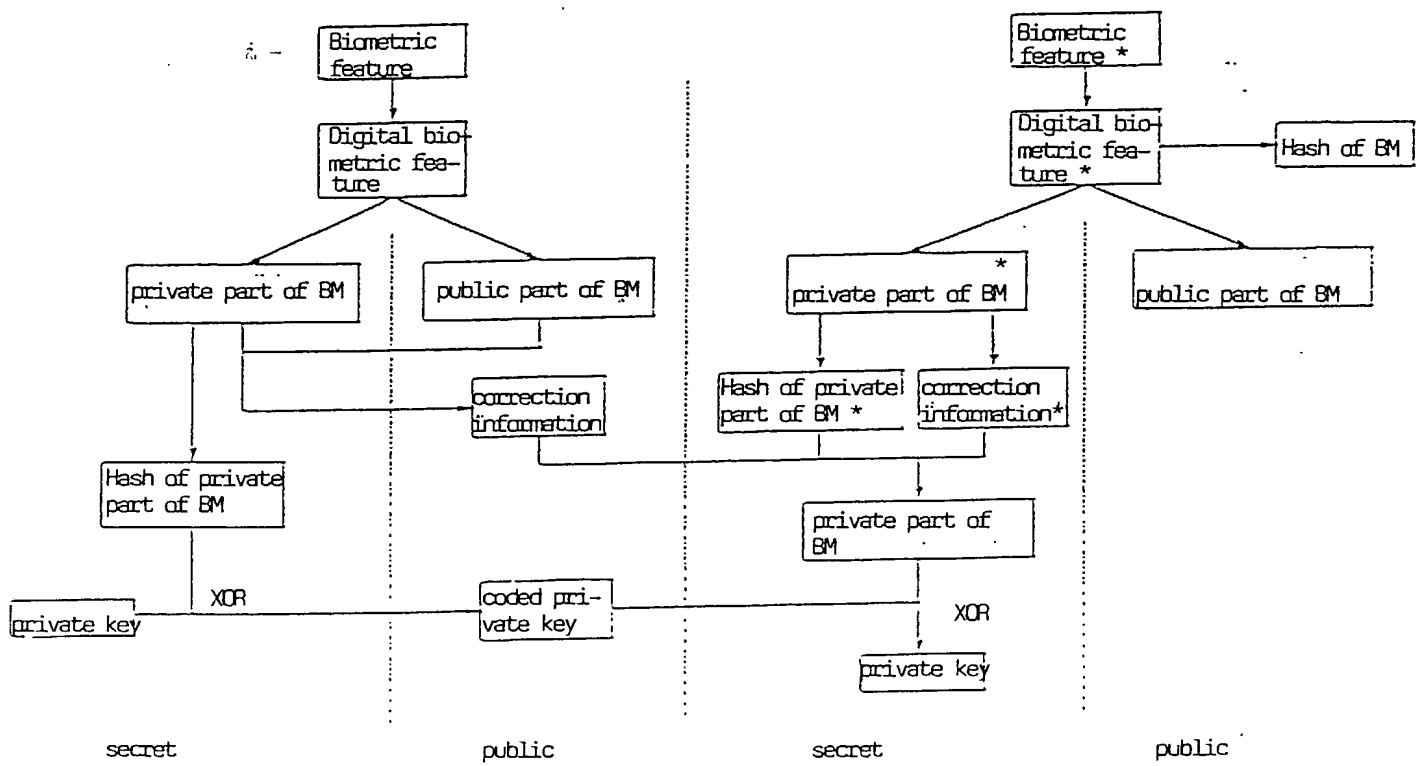 Biometric
feature
Digital bio-
metric fea-
ture
private part of BM
public part of BM
correction
information
Hash of private
part of BM
XOR
private key
coded pri-
vate key
secret
public
Biometric
feature *
Digital bio-
metric fea-
ture *
Hash of BM
*
private part of BM
public part of BM
Hash of private
part of BM *
correction
information*
private part of
BM
XOR
private key
secret
public